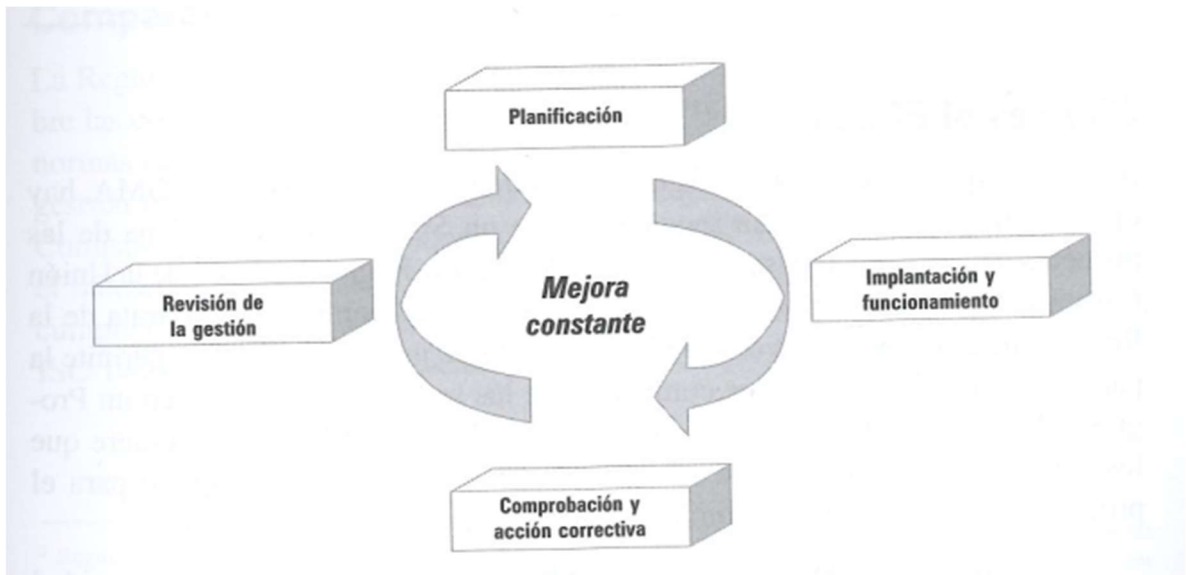 Planificación
Implantación y
funcionamiento
Mejora
constante
Revisión de
la gestión
Comprobación y
acción correctiva